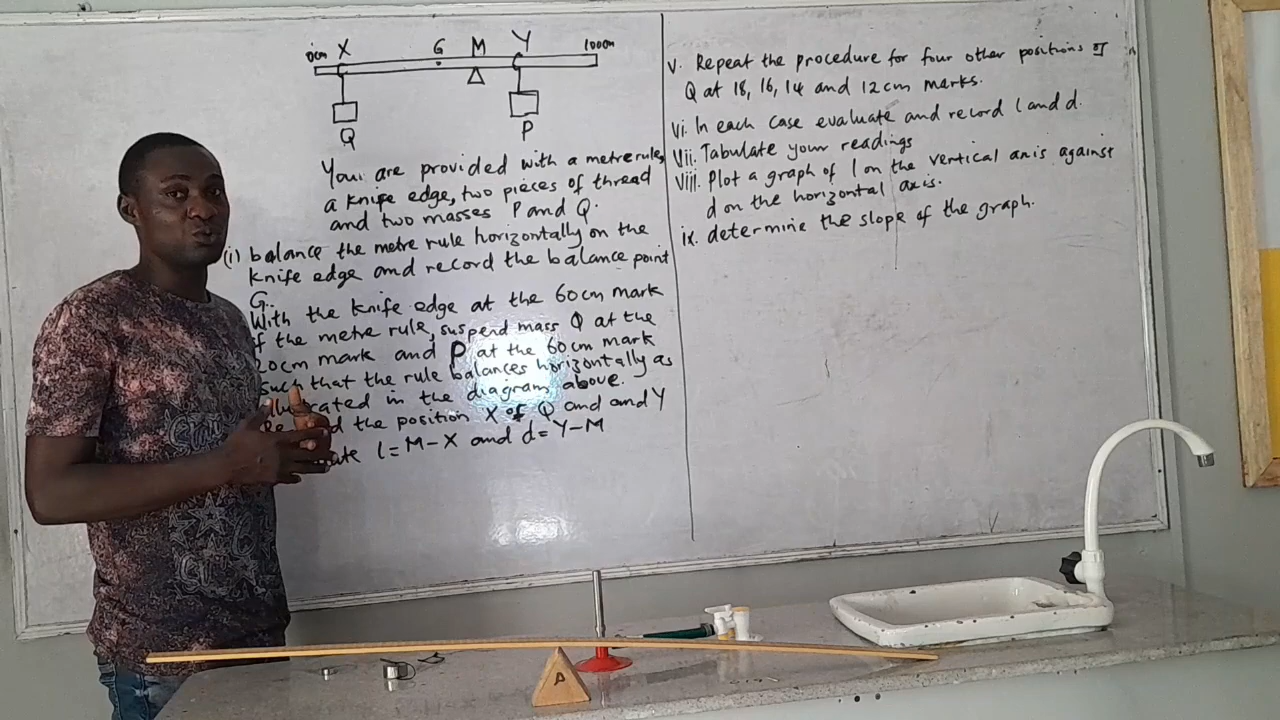 0cm X G M Y 100cm
Q P
You are provided with a metre rule,
a knife edge, two pieces of thread
and two masses P and Q.
(i) balance the metre rule horizontally on the
knife edge and record the balance point
G.
With the knife edge at the 60cm mark
of the metre rule, suspend mass Q at the
20cm mark and P at the 60cm mark
such that the rule balances horizontally as
illustrated in the diagram above.
the position X of Q and and Y
l = M - X and d = Y - M
V. Repeat the procedure for four other positions of
Q at 18, 16, 14 and 12cm marks.
Vi. In each case evaluate and record l and d.
Vii. Tabulate your readings
Viii. Plot a graph of l on the vertical axis against
d on the horizontal axis.
ix. determine the slope of the graph.